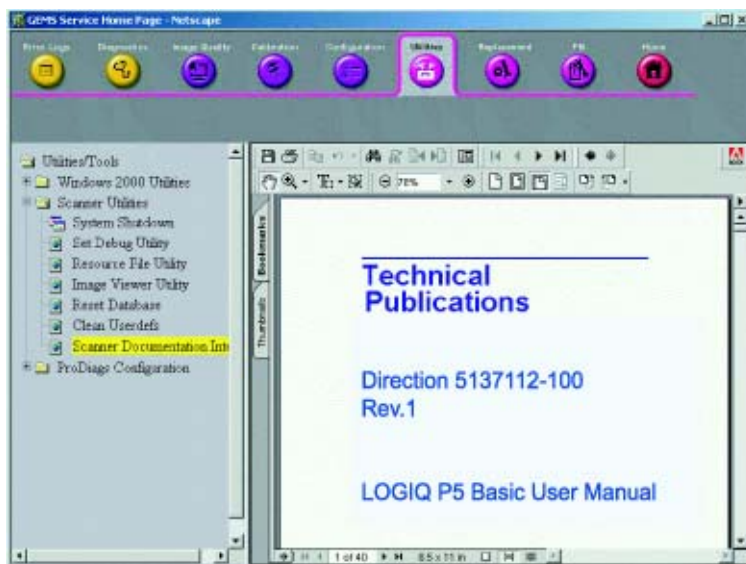 GEMS Service Home Page - Netscape
Error Logs
Diagnostics
Image Quality
Calibration
Configuration
Utilities
Replacement
PM
Home
Utilities/Tools
Windows 2000 Utilities
Scanner Utilities
System Shutdown
Set Debug Utility
Resource File Utility
Image Viewer Utility
Reset Database
Clean Userdefs
Scanner Documentation Inte
ProDiags Configuration
78%
Bookmarks
Thumbnails
Technical
Publications
Direction 5137112-100
Rev.1
LOGIQ P5 Basic User Manual
1 of 40
8.5 x 11 in